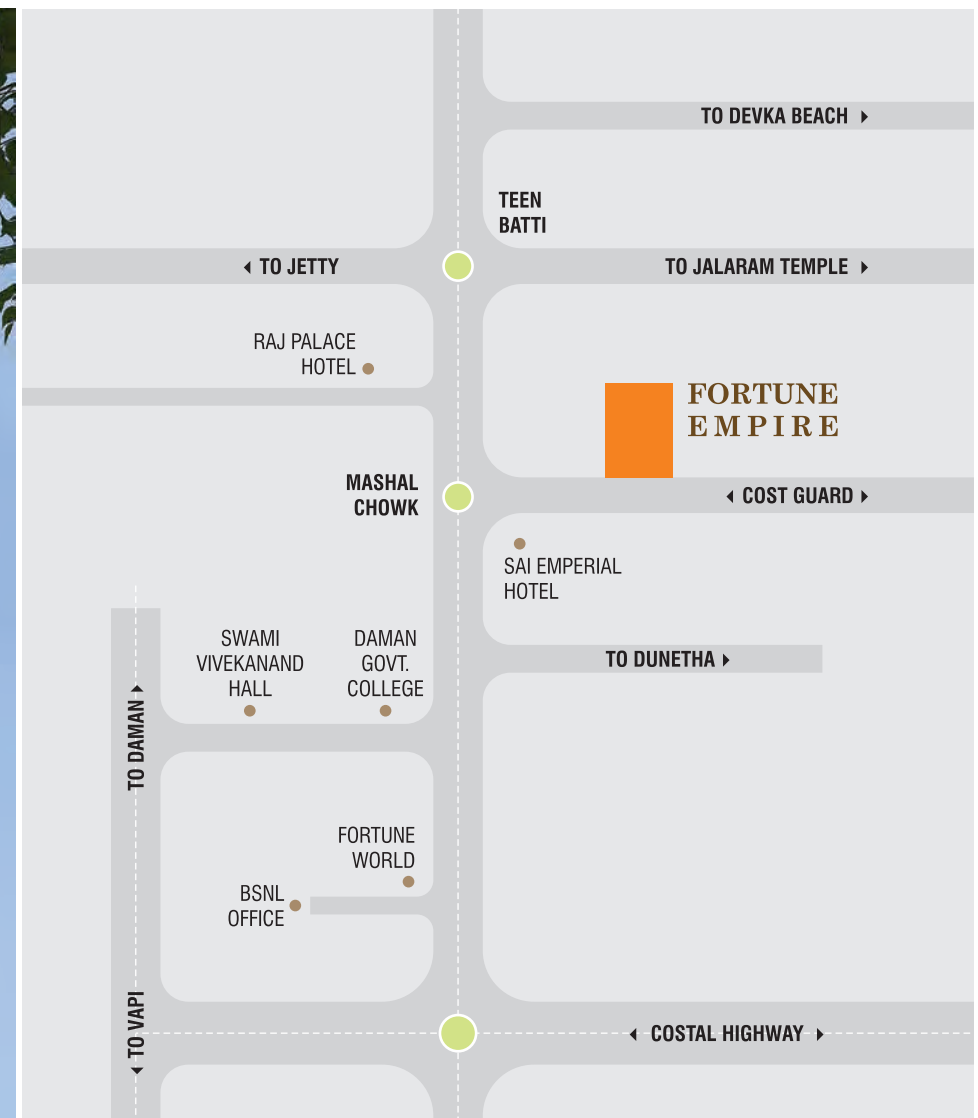 TO DEVKA BEACH
TEEN
BATTI
TO JETTY
TO JALARAM TEMPLE
RAJ PALACE
HOTEL
FORTUNE
EMPIRE
MASHAL
CHOWK
COST GUARD
SAI EMPERIAL
HOTEL
SWAMI
VIVEKANAND
HALL
DAMAN
GOVT.
COLLEGE
TO DUNETHA
TO DAMAN
FORTUNE
WORLD
BSNL
OFFICE
TO VAPI
COSTAL HIGHWAY